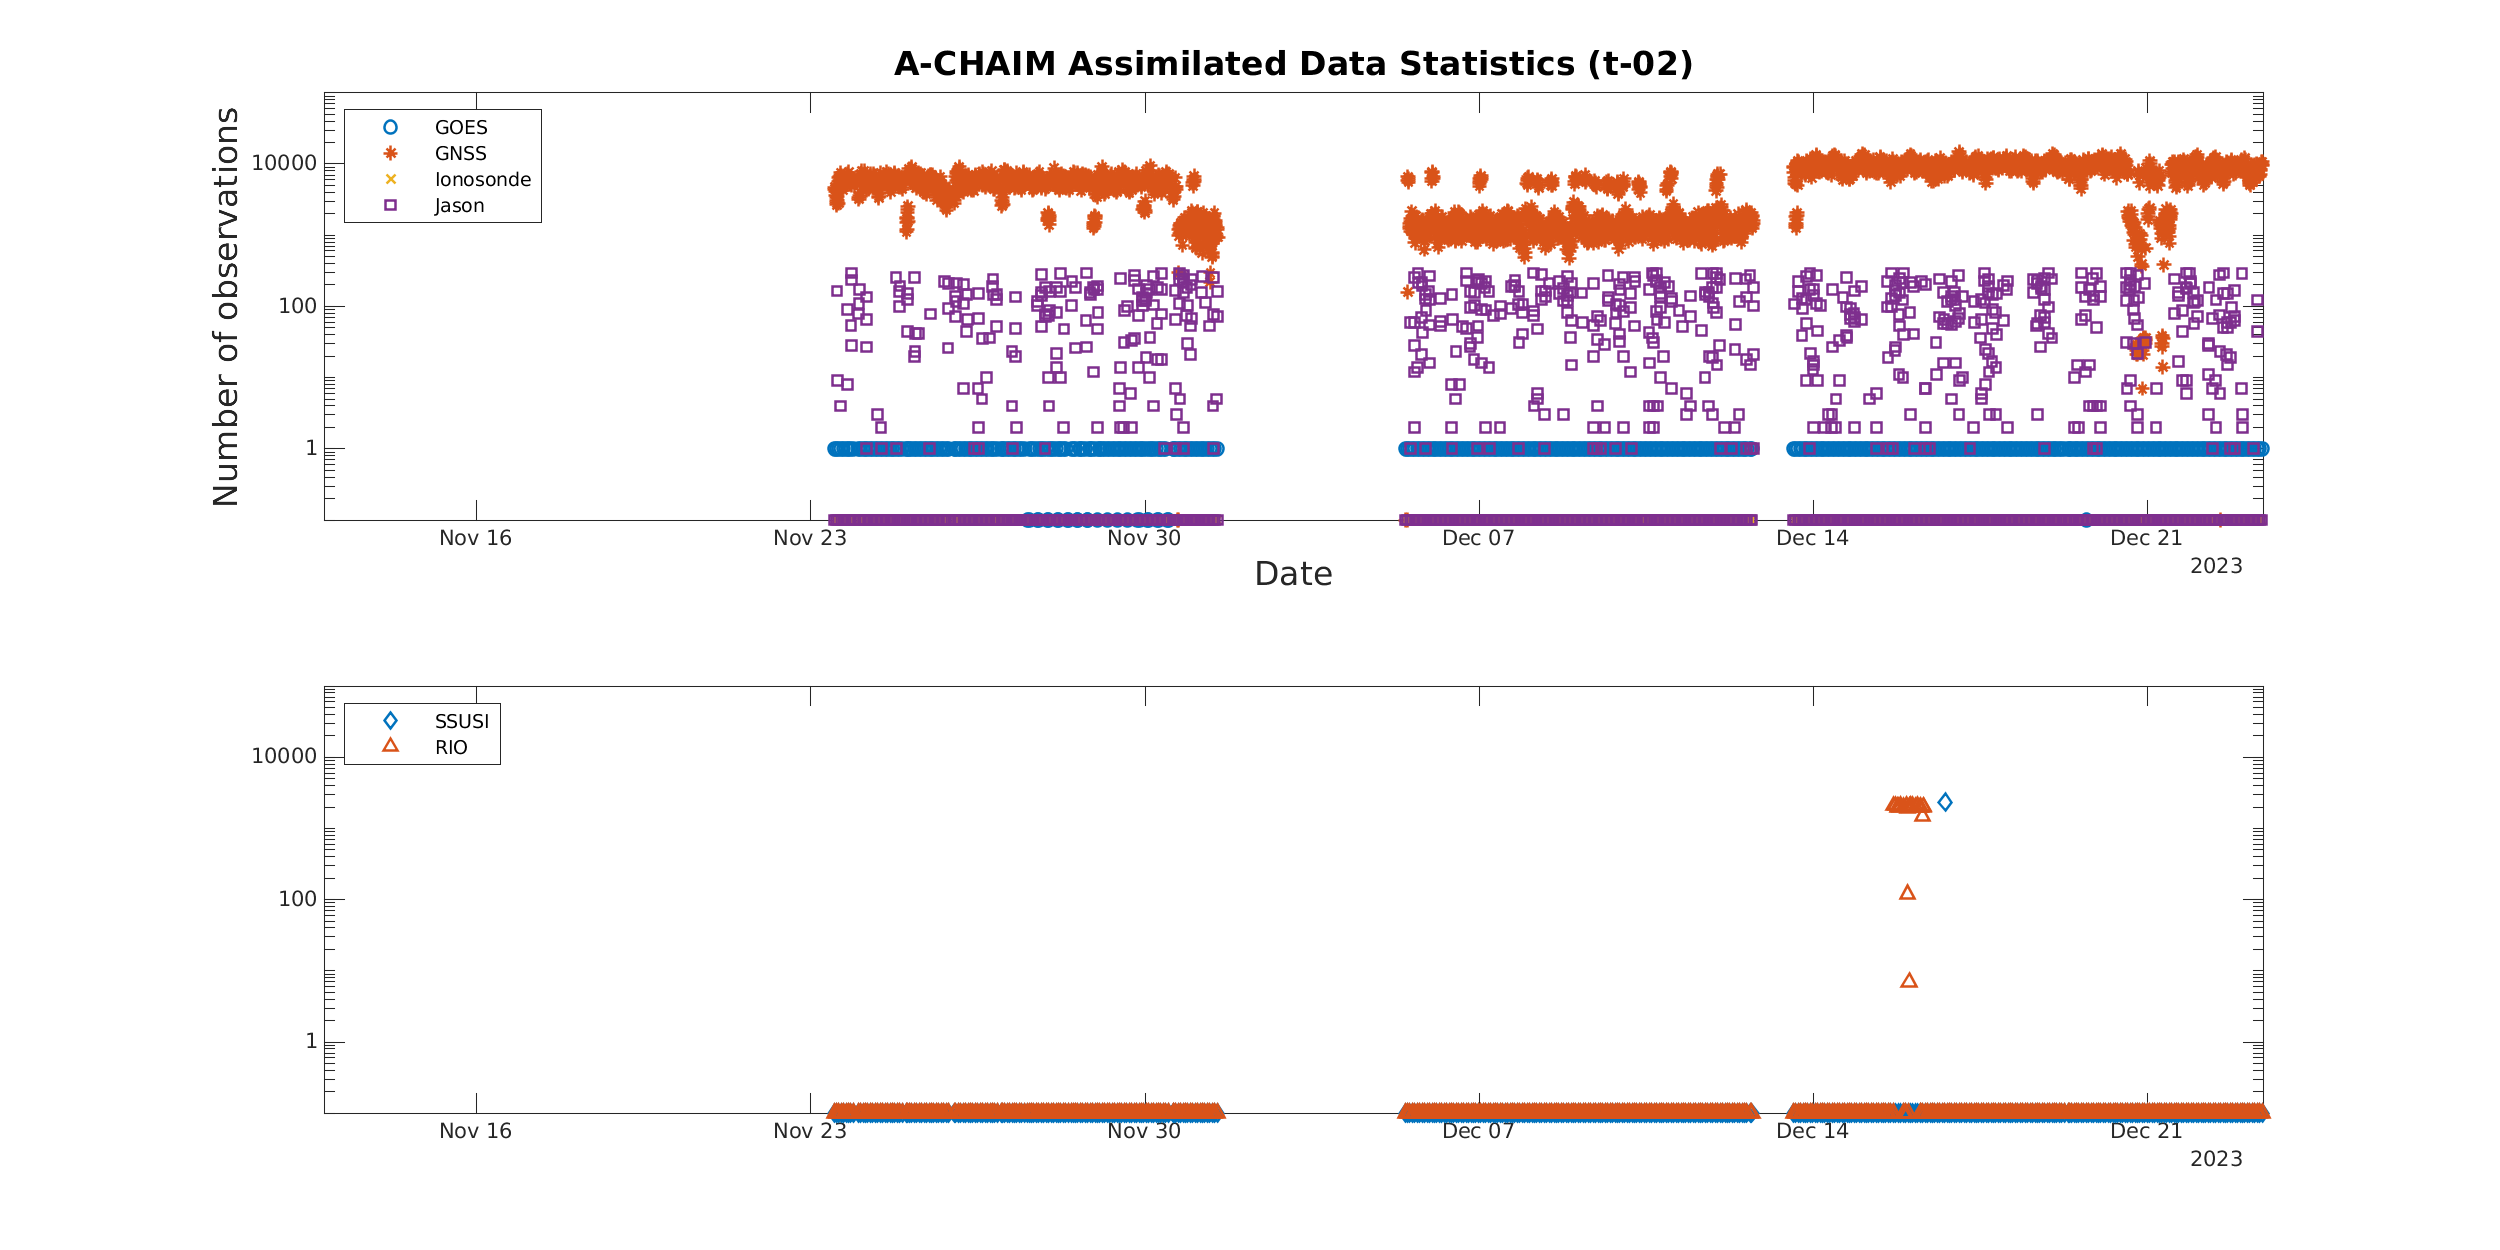 A-CHAIM Assimilated Data Statistics (t-02)
Number of observations
GOES
GNSS
Ionosonde
Jason
10000
100
1
Nov 16 Nov 23 Nov 30 Dec 07 Dec 14 Dec 21
2023
Date
SSUSI
RIO
10000
100
1
Nov 16 Nov 23 Nov 30 Dec 07 Dec 14 Dec 21
2023